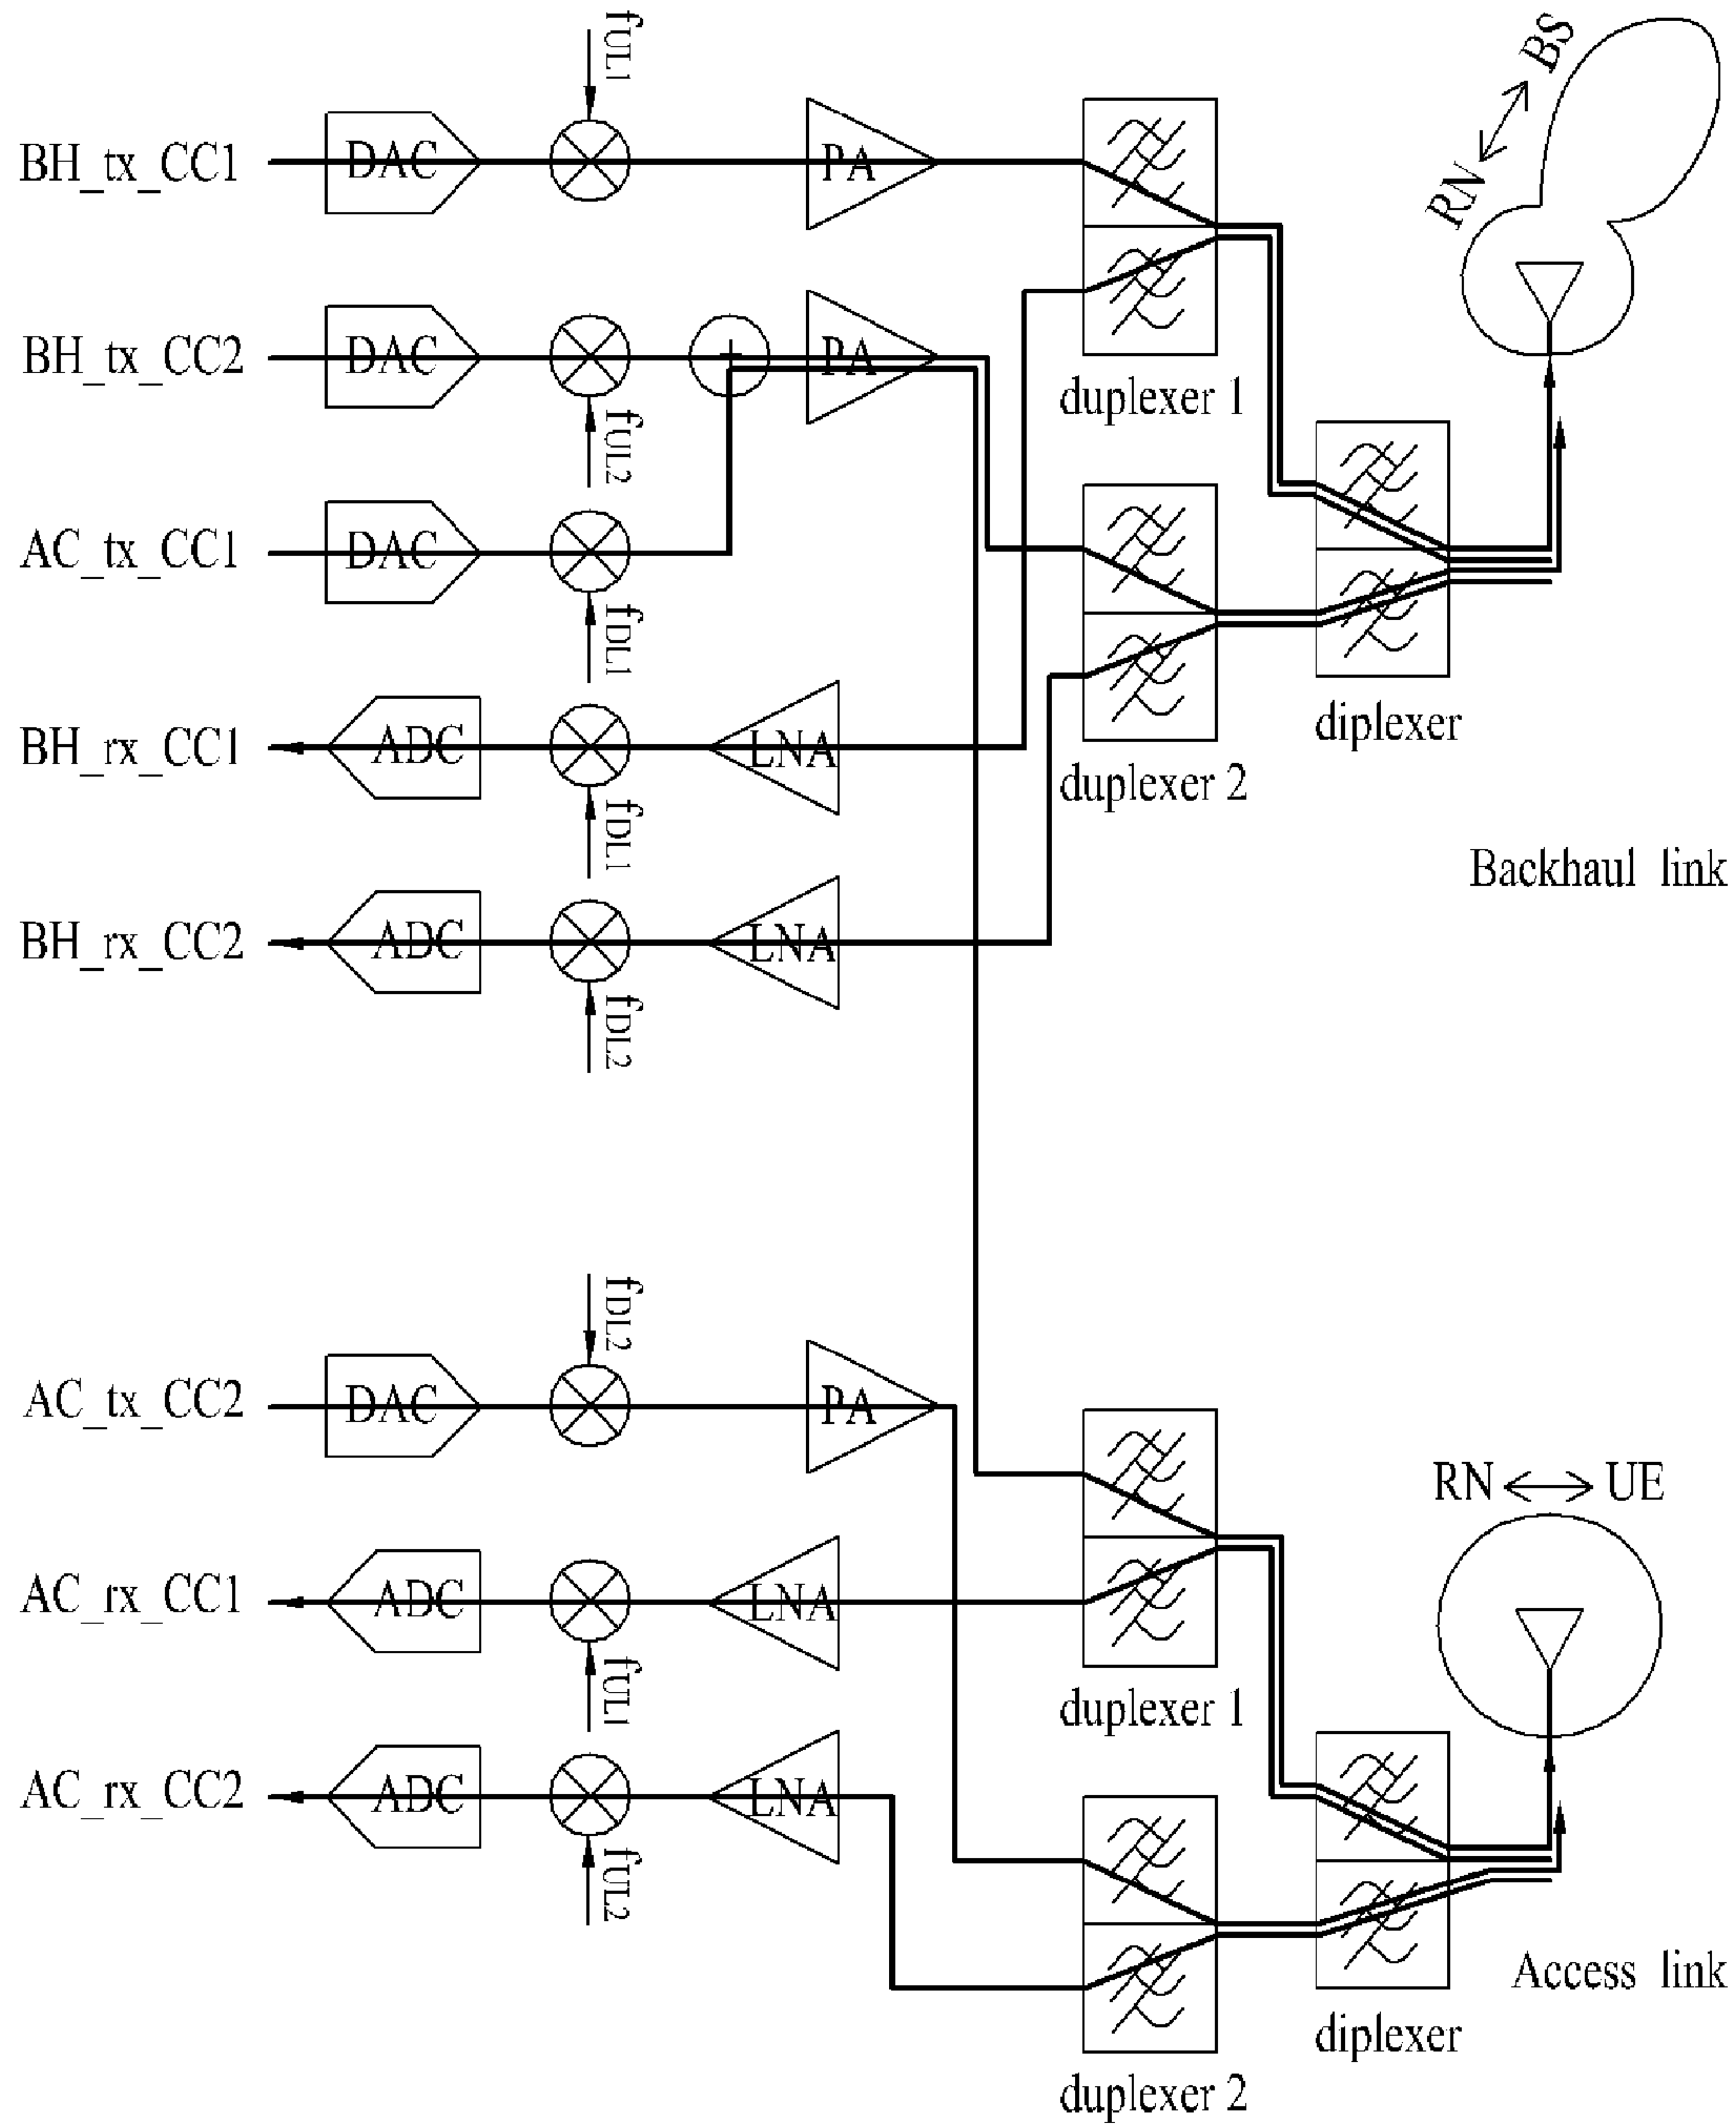 fUL1
BH_tx_CC1
DAC
PA
RN
BS
BH_tx_CC2
DAC
PA
duplexer 1
fUL2
AC_tx_CC1
DAC
fDL1
BH_rx_CC1
ADC
LNA
diplexer
duplexer 2
fDL1
Backhaul link
BH_rx_CC2
ADC
LNA
fDL2
fDL2
AC_tx_CC2
DAC
PA
RN
UE
AC_rx_CC1
ADC
LNA
fUL1
duplexer 1
AC_rx_CC2
ADC
LNA
fUL2
Access link
diplexer
duplexer 2